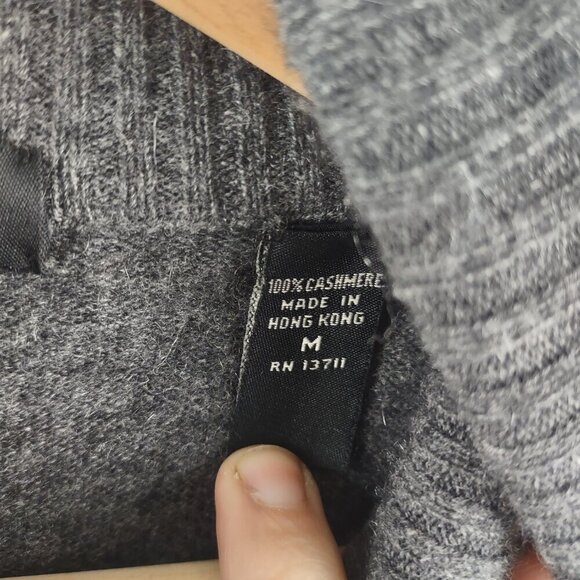 100% CASHMERE
MADE IN
HONG KONG
M
RN 13711